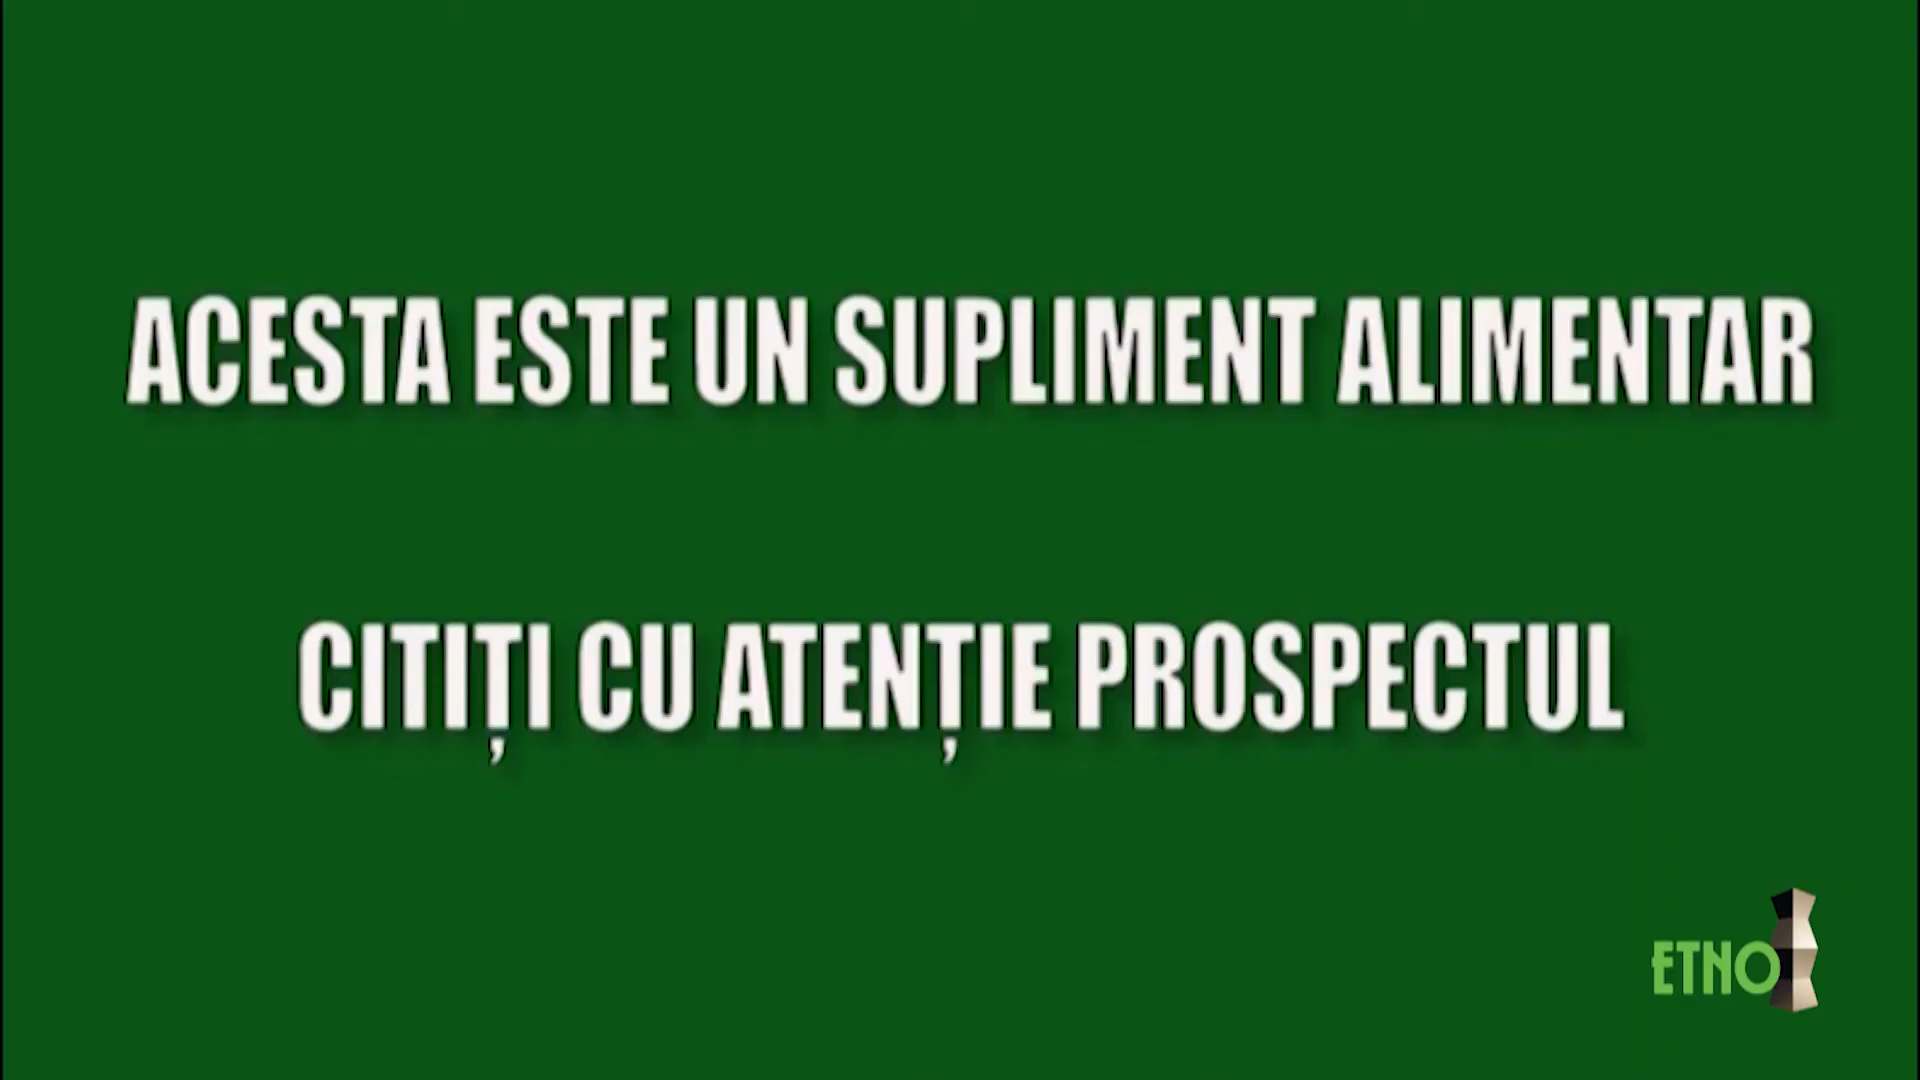 ACESTA ESTE UN SUPLIMENT ALIMENTAR
CITIȚI CU ATENȚIE PROSPECTUL
ETNO